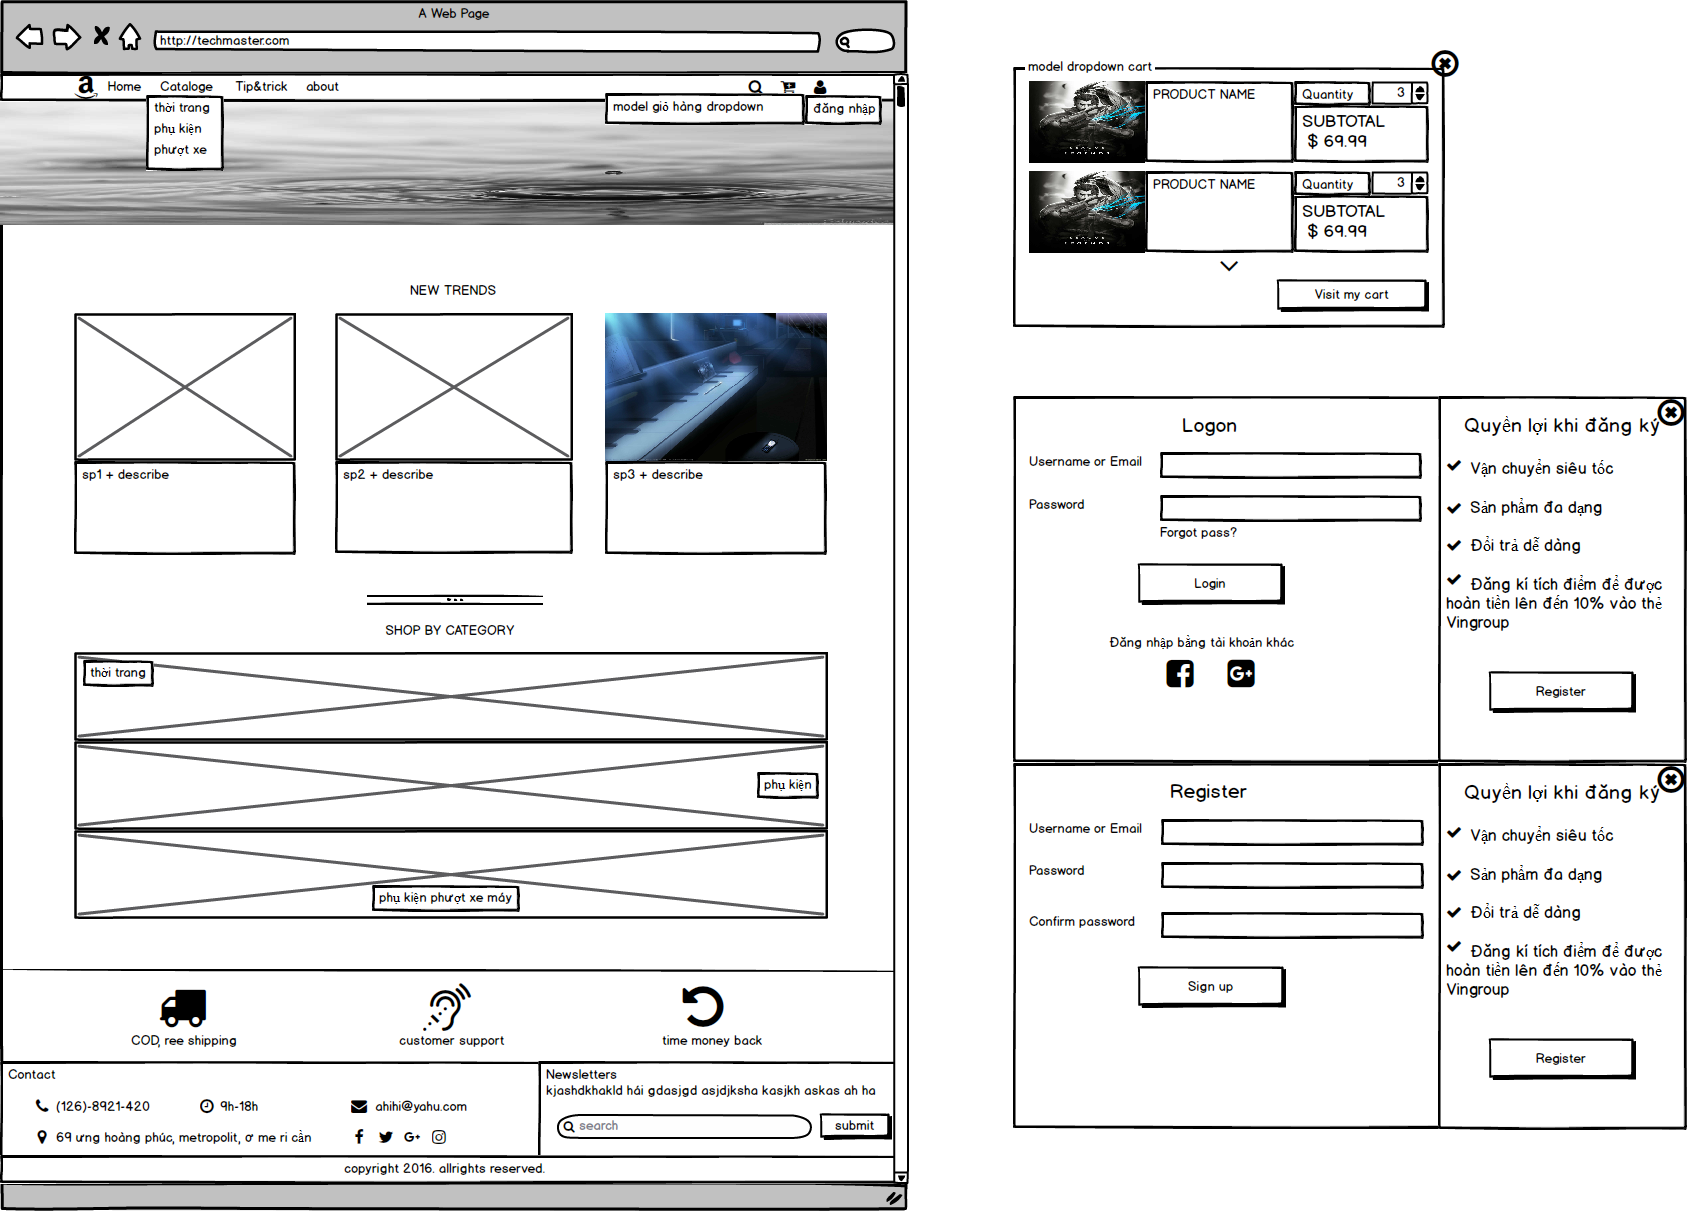 A Web Page
http://techmaster.com
Home Cataloge Tip&trick about
thời trang
phụ kiện
phượt xe
model giỏ hàng dropdown
đăng nhập
NEW TRENDS
sp1 + describe
sp2 + describe
sp3 + describe
SHOP BY CATEGORY
thời trang
phụ kiện
phụ kiện phượt xe máy
COD, ree shipping
customer support
time money back
Contact
(126)-8921-420
9h-18h
ahihi@yahu.com
69 ưng hoàng phúc, metropolit, ơ me ri cần
Newsletters
kjashdkhakld hái gdasjgd asjdjksha kasjkh askas ah ha
search
submit
copyright 2016. allrights reserved.
model dropdown cart
PRODUCT NAME
Quantity
3
SUBTOTAL
$ 69.99
PRODUCT NAME
Quantity
3
SUBTOTAL
$ 69.99
Visit my cart
Logon
Username or Email
Password
Forgot pass?
Login
Đăng nhập bằng tài khoản khác
Quyền lợi khi đăng ký
Vận chuyển siêu tốc
Sản phẩm đa dạng
Đổi trả dễ dàng
Đăng kí tích điểm để được
hoàn tiền lên đến 10% vào thẻ
Vingroup
Register
Register
Username or Email
Password
Confirm password
Sign up
Quyền lợi khi đăng ký
Vận chuyển siêu tốc
Sản phẩm đa dạng
Đổi trả dễ dàng
Đăng kí tích điểm để được
hoàn tiền lên đến 10% vào thẻ
Vingroup
Register